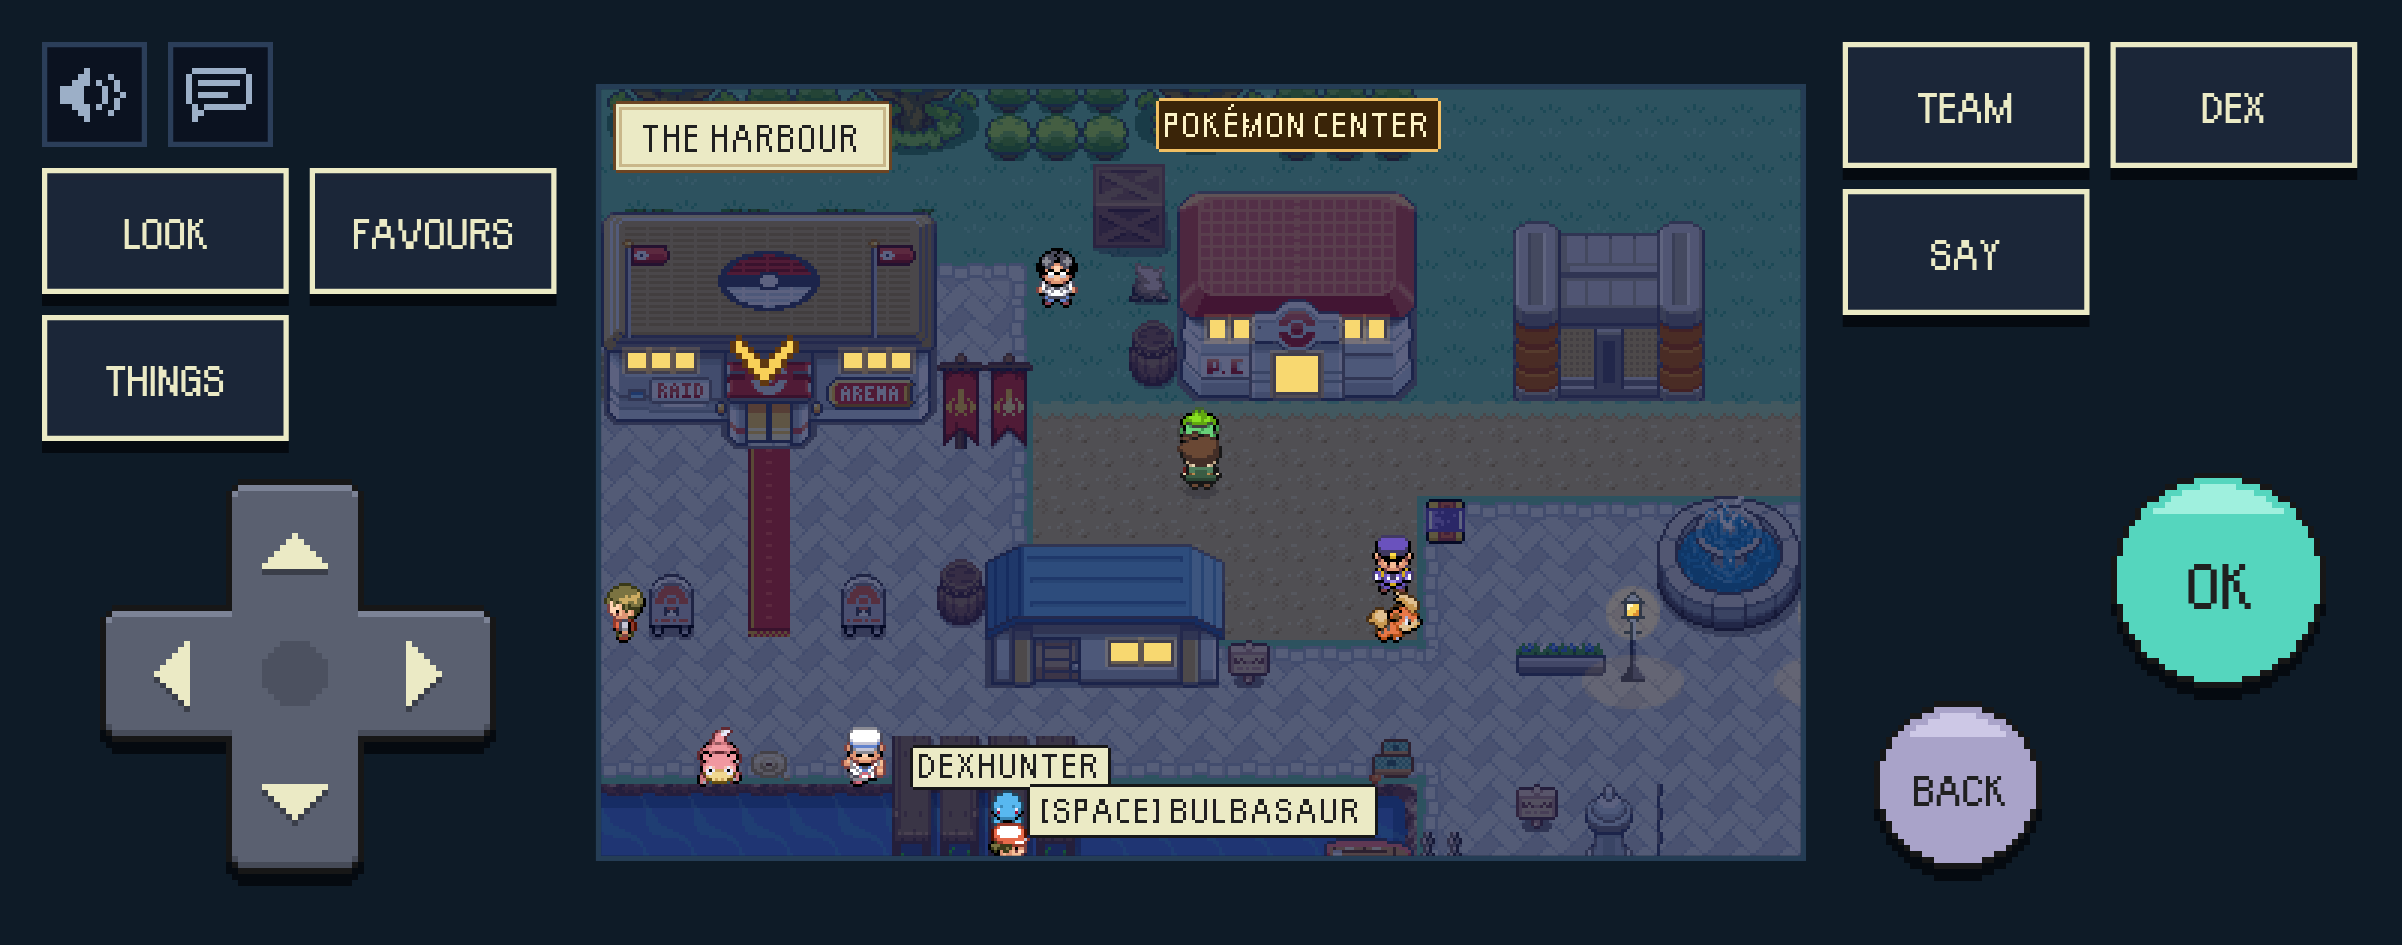 THE HARBOUR
POKÉMON CENTER
TEAM
DEX
LOOK
FAVOURS
SAY
THINGS
P.C
RAID
ARENA
OK
DEXHUNTER
[SPACE] BULBASAUR
BACK